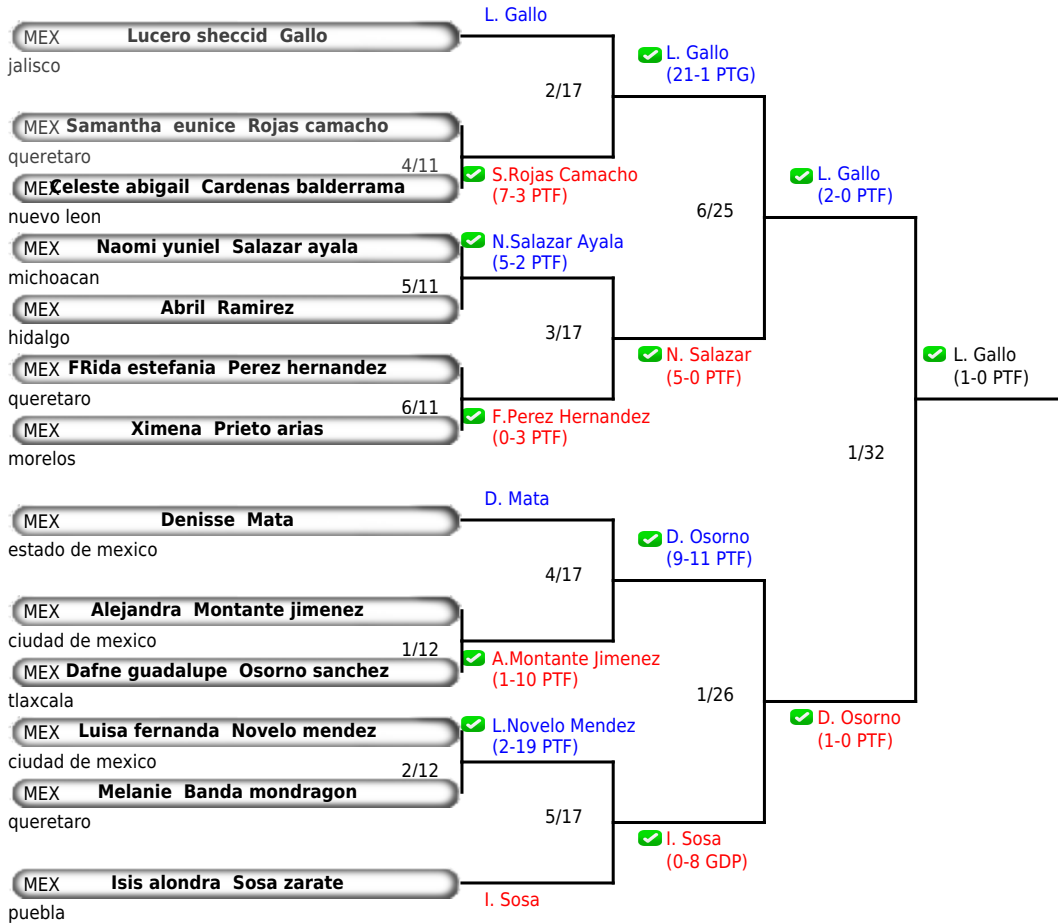 L. Gallo
MEX Lucero sheccid Gallo
jalisco
L. Gallo
(21-1 PTG)
2/17
MEX Samantha eunice Rojas camacho
queretaro
4/11
S.Rojas Camacho
(7-3 PTF)
MEX Celeste abigail Cardenas balderrama
nuevo leon
L. Gallo
(2-0 PTF)
6/25
MEX Naomi yuniel Salazar ayala
michoacan
N.Salazar Ayala
(5-2 PTF)
5/11
MEX Abril Ramirez
hidalgo
3/17
N. Salazar
(5-0 PTF)
MEX FRida estefania Perez hernandez
queretaro
6/11
F.Perez Hernandez
(0-3 PTF)
MEX Ximena Prieto arias
morelos
L. Gallo
(1-0 PTF)
1/32
D. Mata
MEX Denisse Mata
estado de mexico
D. Osorno
(9-11 PTF)
4/17
MEX Alejandra Montante jimenez
ciudad de mexico
1/12
A.Montante Jimenez
(1-10 PTF)
MEX Dafne guadalupe Osorno sanchez
tlaxcala
1/26
D. Osorno
(1-0 PTF)
MEX Luisa fernanda Novelo mendez
ciudad de mexico
L.Novelo Mendez
(2-19 PTF)
2/12
MEX Melanie Banda mondragon
queretaro
5/17
I. Sosa
(0-8 GDP)
MEX Isis alondra Sosa zarate
puebla
I. Sosa